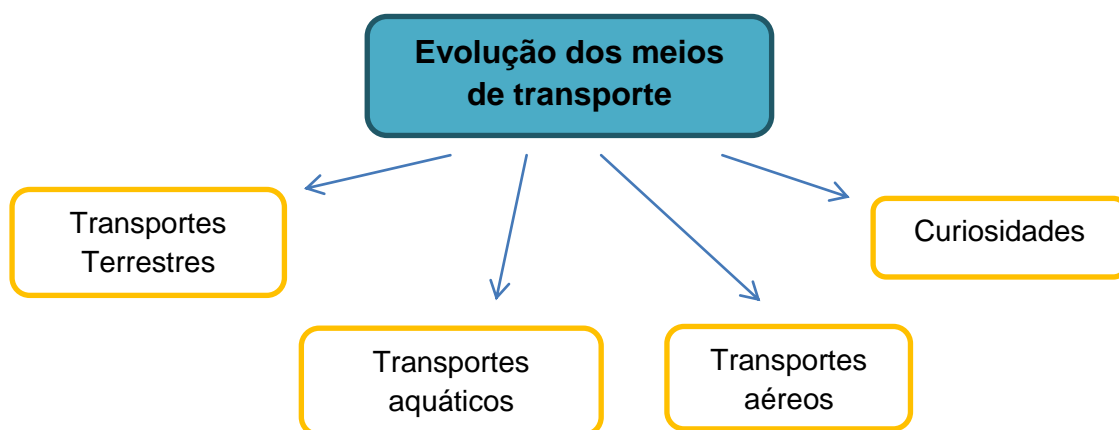 Evolução dos meios
de transporte
Transportes
Terrestres
Curiosidades
Transportes
aquáticos
Transportes
aéreos